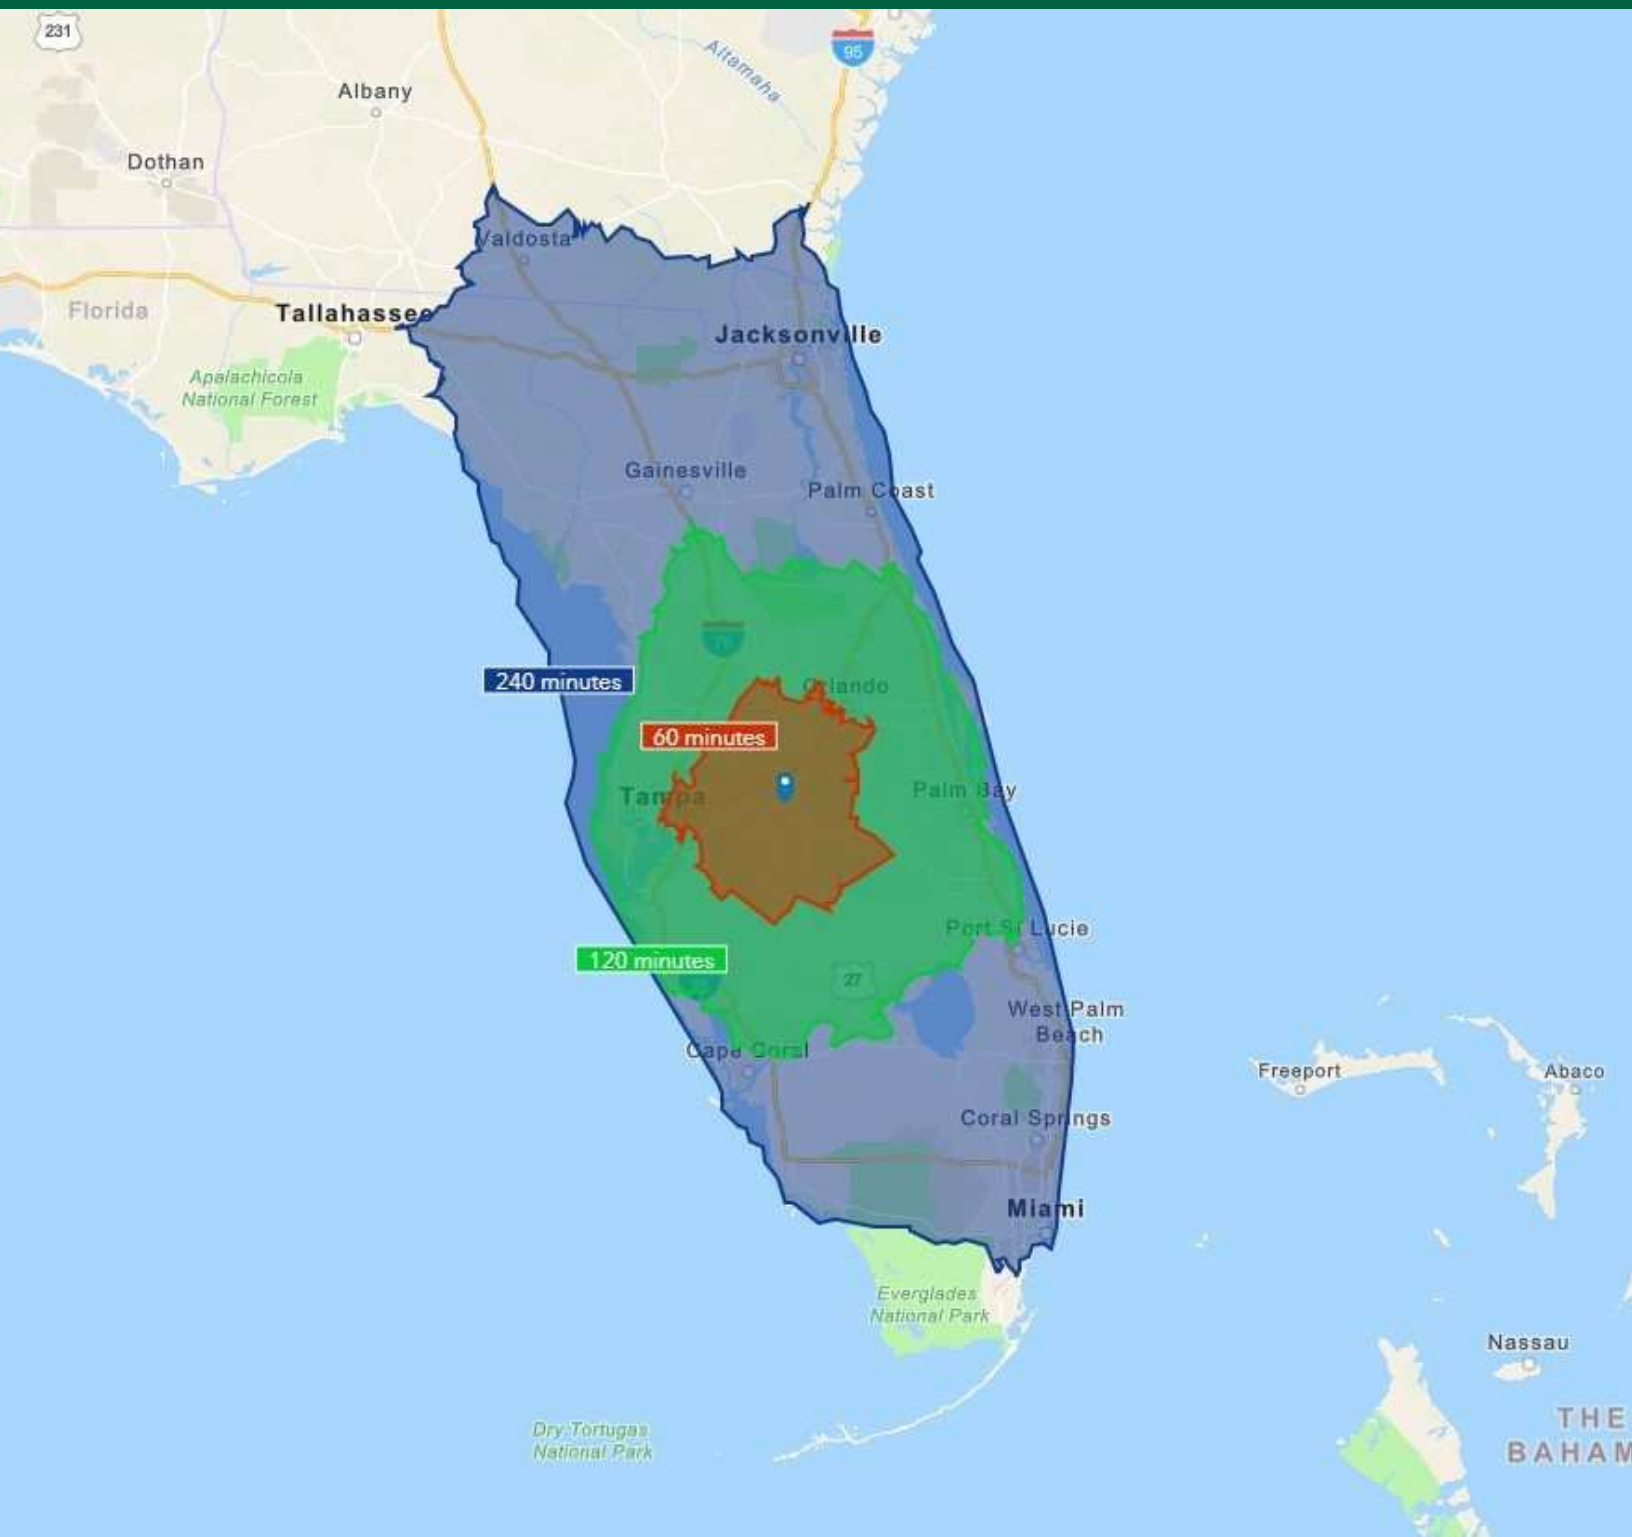 231
95
Altamaha
Albany
Dothan
Valdosta
Florida
Tallahassee
Jacksonville
Apalachicola
National Forest
Gainesville
Palm Coast
75
240 minutes
Orlando
60 minutes
Tampa
Palm Bay
Port St Lucie
120 minutes
27
West Palm
Beach
Cape Coral
Freeport
Abaco
Coral Springs
Miami
Everglades
National Park
Nassau
Dry Tortugas
National Park
THE
BAHAM